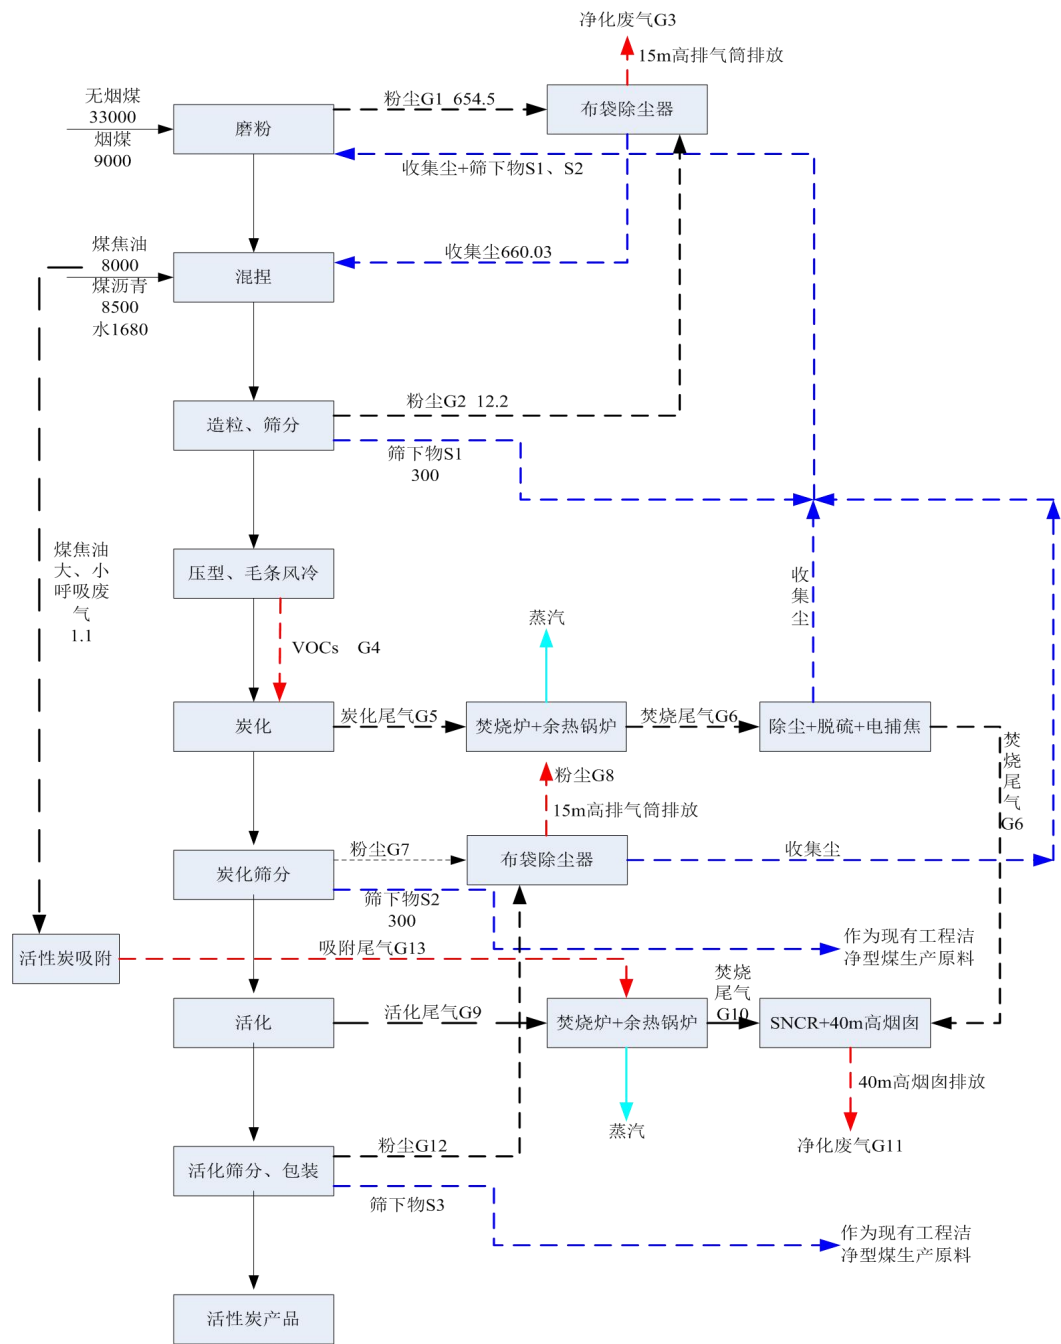 净化废气G3
15m高排气筒排放
无烟煤
33000
烟煤
9000
磨粉
粉尘G1 654.5
布袋除尘器
收集尘+筛下物S1、S2
煤焦油
8000
煤沥青
8500
水1680
混捏
收集尘660.03
造粒、筛分
粉尘G2 12.2
筛下物S1
300
压型、毛条风冷
煤焦油
大、小
呼吸废
气
1.1
VOCs G4
蒸汽
收
集
尘
炭化
炭化尾气G5
焚烧炉+余热锅炉
焚烧尾气G6
除尘+脱硫+电捕焦
焚
烧
尾
气
G6
粉尘G8
15m高排气筒排放
炭化筛分
粉尘G7
布袋除尘器
收集尘
筛下物S2
300
作为现有工程洁
净型煤生产原料
活性炭吸附
吸附尾气G13
活化
活化尾气G9
焚烧炉+余热锅炉
焚烧
尾气
G10
SNCR+40m高烟囱
40m高烟囱排放
蒸汽
净化废气G11
活化筛分、包装
粉尘G12
筛下物S3
作为现有工程洁
净型煤生产原料
活性炭产品